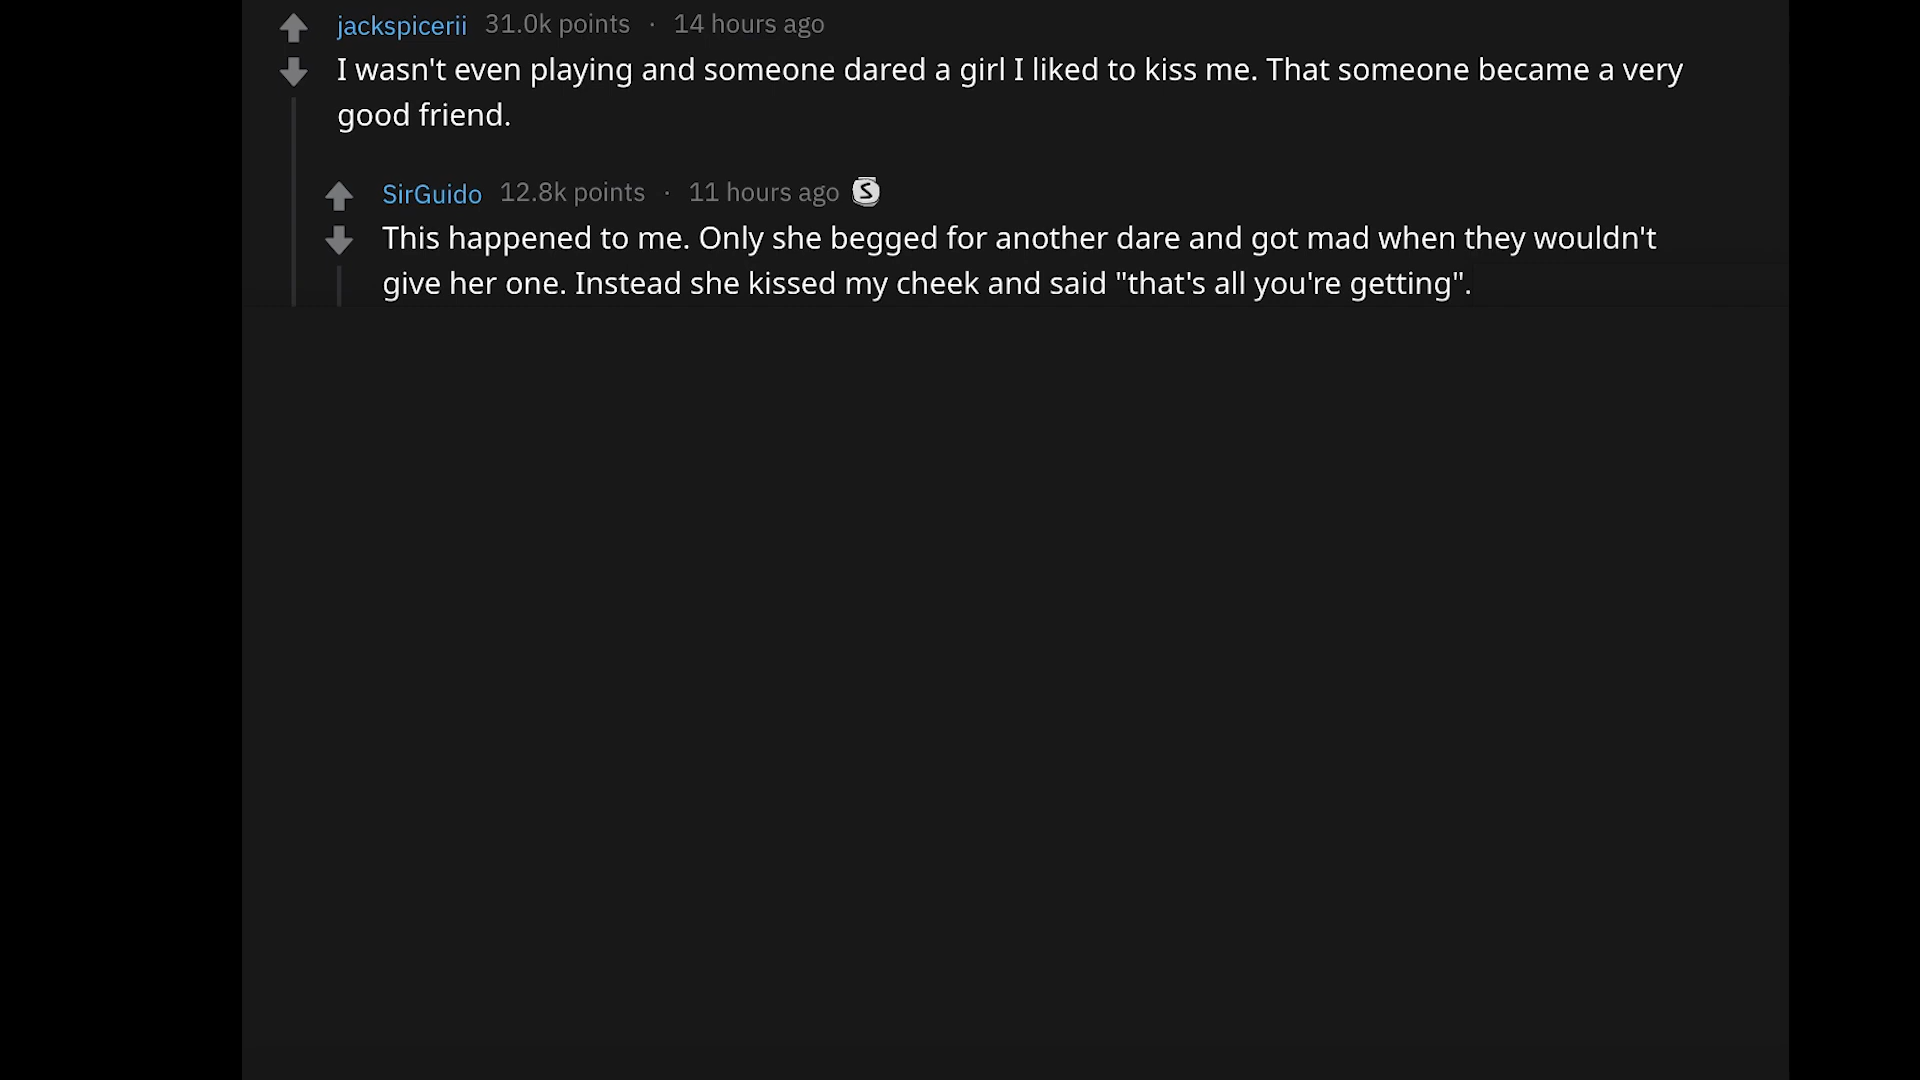 jackspicerii 31.0k points · 14 hours ago
I wasn't even playing and someone dared a girl I liked to kiss me. That someone became a very
good friend.
SirGuido 12.8k points · 11 hours ago S
This happened to me. Only she begged for another dare and got mad when they wouldn't
give her one. Instead she kissed my cheek and said "that's all you're getting".